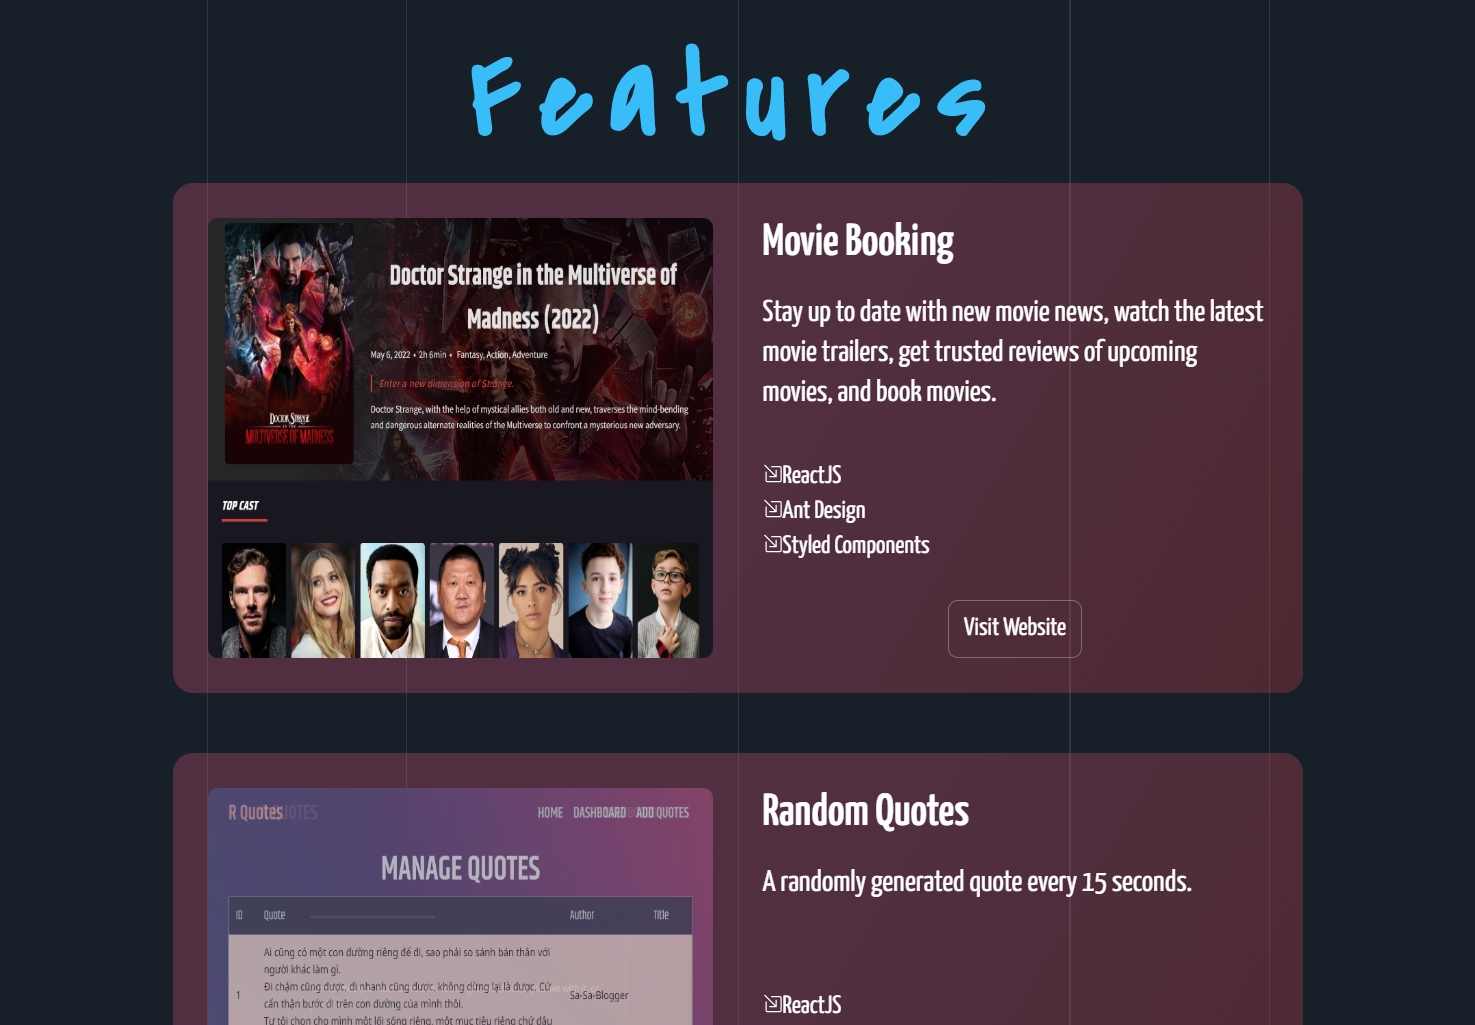 Features
Doctor Strange in the Multiverse of
Madness (2022)
May 6, 2022 • 2h 6min • Fantasy, Action, Adventure
Enter a new dimension of Strange.
Doctor Strange, with the help of mystical allies both old and new, traverses the mind-bending
and dangerous alternate realities of the Multiverse to confront a mysterious new adversary.
DOCTOR STRANGE
IN THE
MULTIVERSE OF MADNESS
TOP CAST
Movie Booking
Stay up to date with new movie news, watch the latest
movie trailers, get trusted reviews of upcoming
movies, and book movies.
ReactJS
Ant Design
Styled Components
Visit Website
R Quotes
HOME DASHBOARD ADD QUOTES
MANAGE QUOTES
ID Quote Author Title
Ai cũng có một con đường riêng để đi, sao phải so sánh bản thân với
người khác làm gì.
Đi chậm cũng được, đi nhanh cũng được, không dừng lại là được. Cứ
1 Sa-Sa-Blogger
cẩn thận bước đi trên con đường của mình thôi.
Tự tôi chọn cho mình một lối sống riêng, một mục tiêu riêng chứ đâu
Random Quotes
A randomly generated quote every 15 seconds.
ReactJS